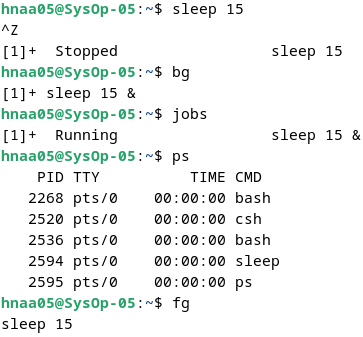 hnaa05@SysOp-05:~$ sleep 15
^Z
[1]+  Stopped                 sleep 15
hnaa05@SysOp-05:~$ bg
[1]+ sleep 15 &
hnaa05@SysOp-05:~$ jobs
[1]+  Running                 sleep 15 &
hnaa05@SysOp-05:~$ ps
    PID TTY          TIME CMD
   2268 pts/0    00:00:00 bash
   2520 pts/0    00:00:00 csh
   2536 pts/0    00:00:00 bash
   2594 pts/0    00:00:00 sleep
   2595 pts/0    00:00:00 ps
hnaa05@SysOp-05:~$ fg
sleep 15